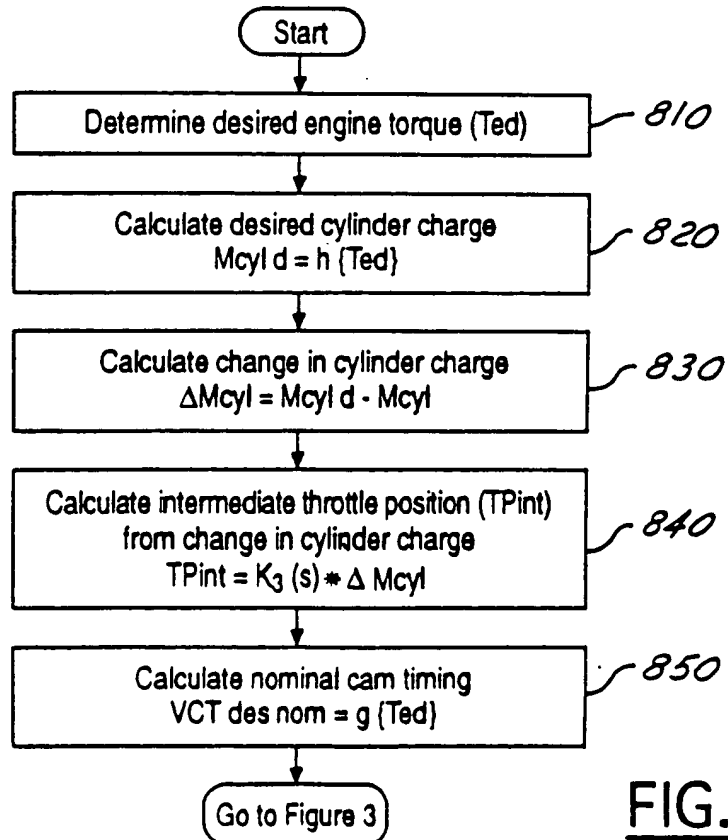 Start
Determine desired engine torque (Ted)
810
Calculate desired cylinder charge
Mcyl d = h {Ted}
820
Calculate change in cylinder charge
ΔMcyl = Mcyl d - Mcyl
830
Calculate intermediate throttle position (TPint)
from change in cylinder charge
TPint = K₃ (s) * Δ Mcyl
840
Calculate nominal cam timing
VCT des nom = g {Ted}
850
Go to Figure 3
FIG.